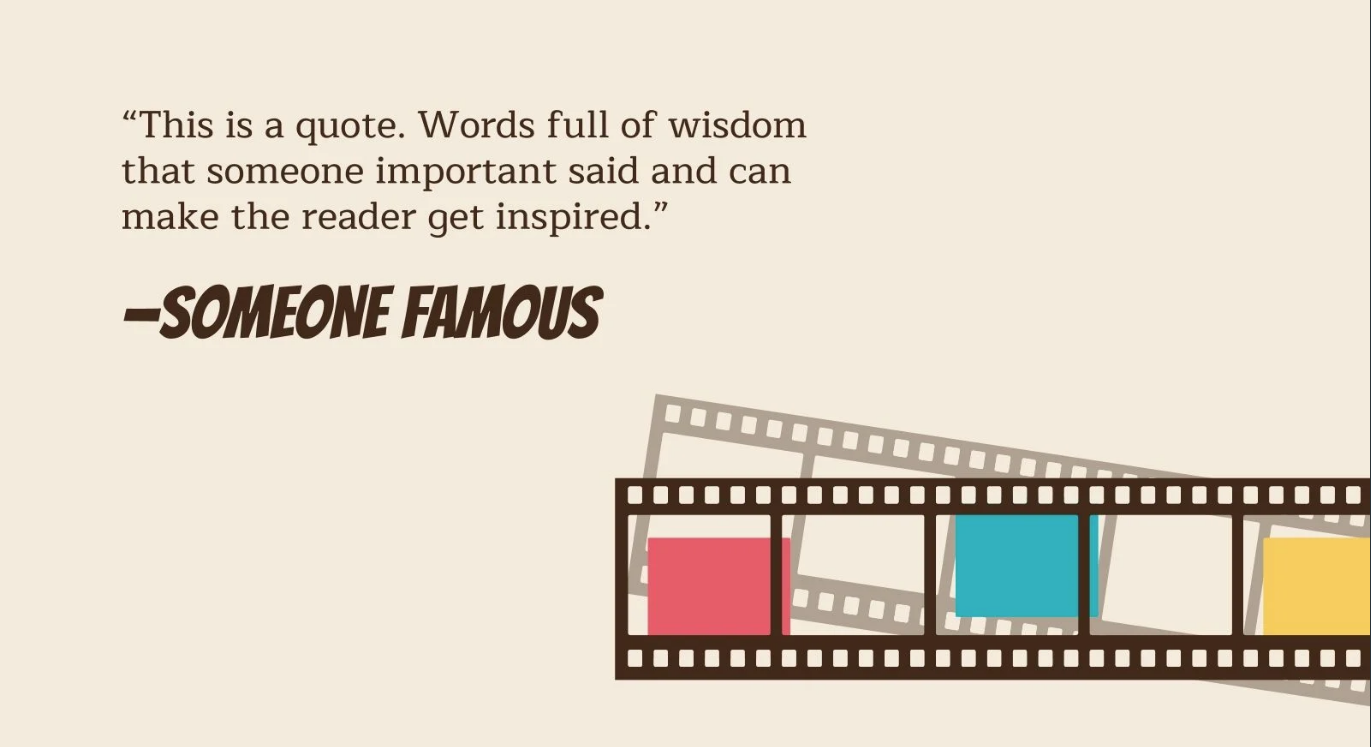 “This is a quote. Words full of wisdom
that someone important said and can
make the reader get inspired.”
—SOMEONE FAMOUS